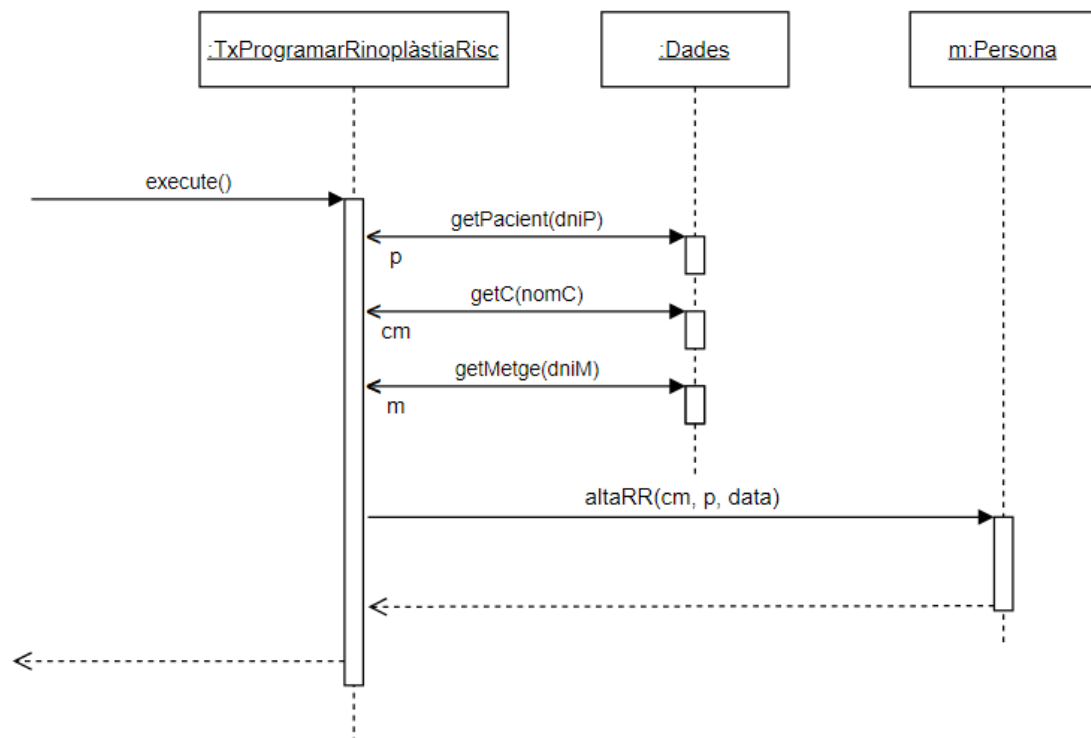 :TxProgramarRinoplàstiaRisc
:Dades
m:Persona
execute()
getPacient(dniP)
p
getC(nomC)
cm
getMetge(dniM)
m
altaRR(cm, p, data)